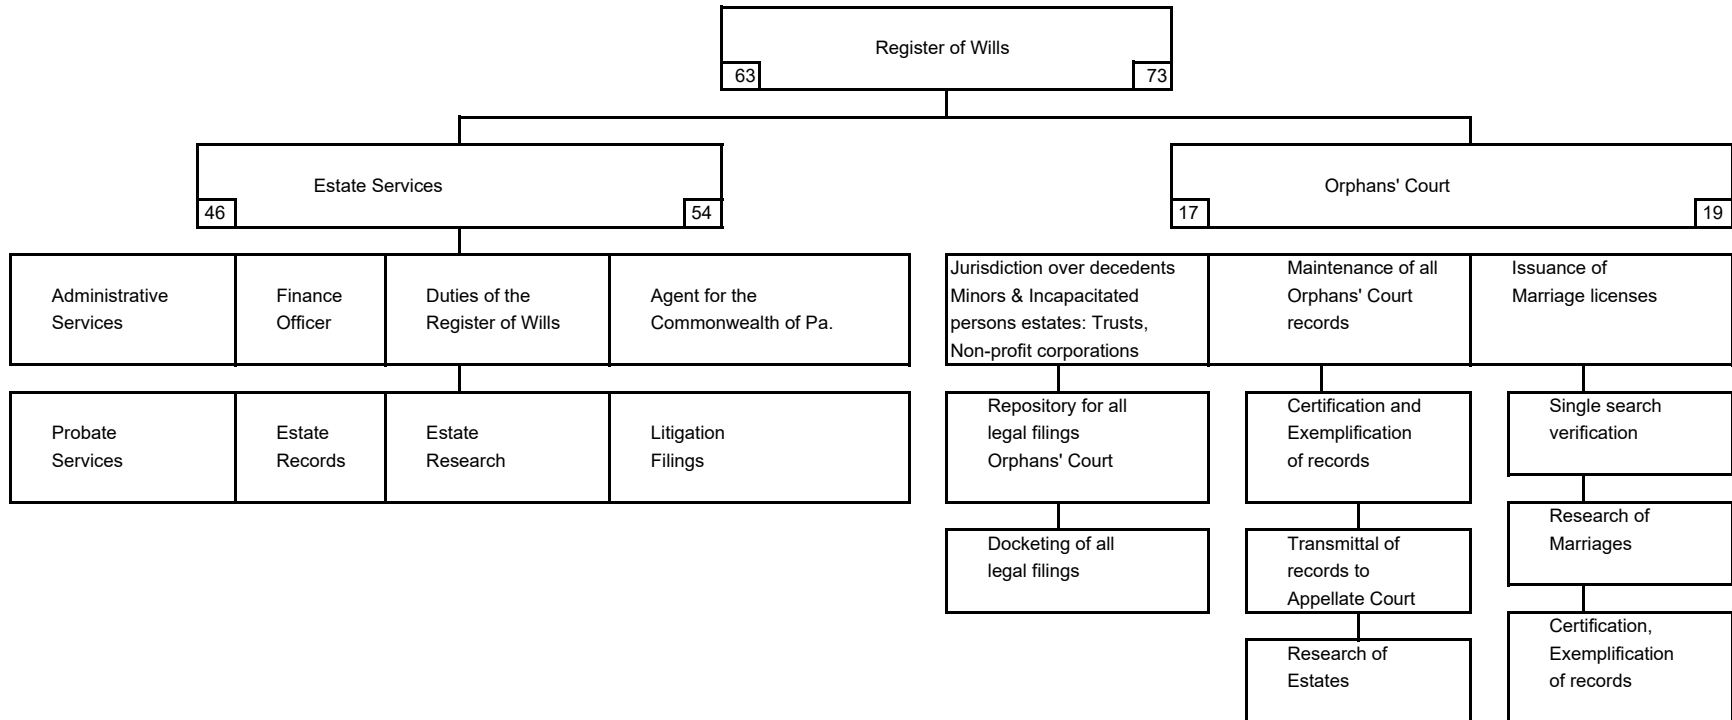 Register of Wills
63
73
Estate Services
46
54
Orphans' Court
17
19
Administrative
Services
Finance
Officer
Duties of the
Register of Wills
Agent for the
Commonwealth of Pa.
Jurisdiction over decedents
Minors & Incapacitated
persons estates: Trusts,
Non-profit corporations
Maintenance of all
Orphans' Court
records
Issuance of
Marriage licenses
Probate
Services
Estate
Records
Estate
Research
Litigation
Filings
Repository for all
legal filings
Orphans' Court
Certification and
Exemplification
of records
Single search
verification
Docketing of all
legal filings
Transmittal of
records to
Appellate Court
Research of
Marriages
Research of
Estates
Certification,
Exemplification
of records